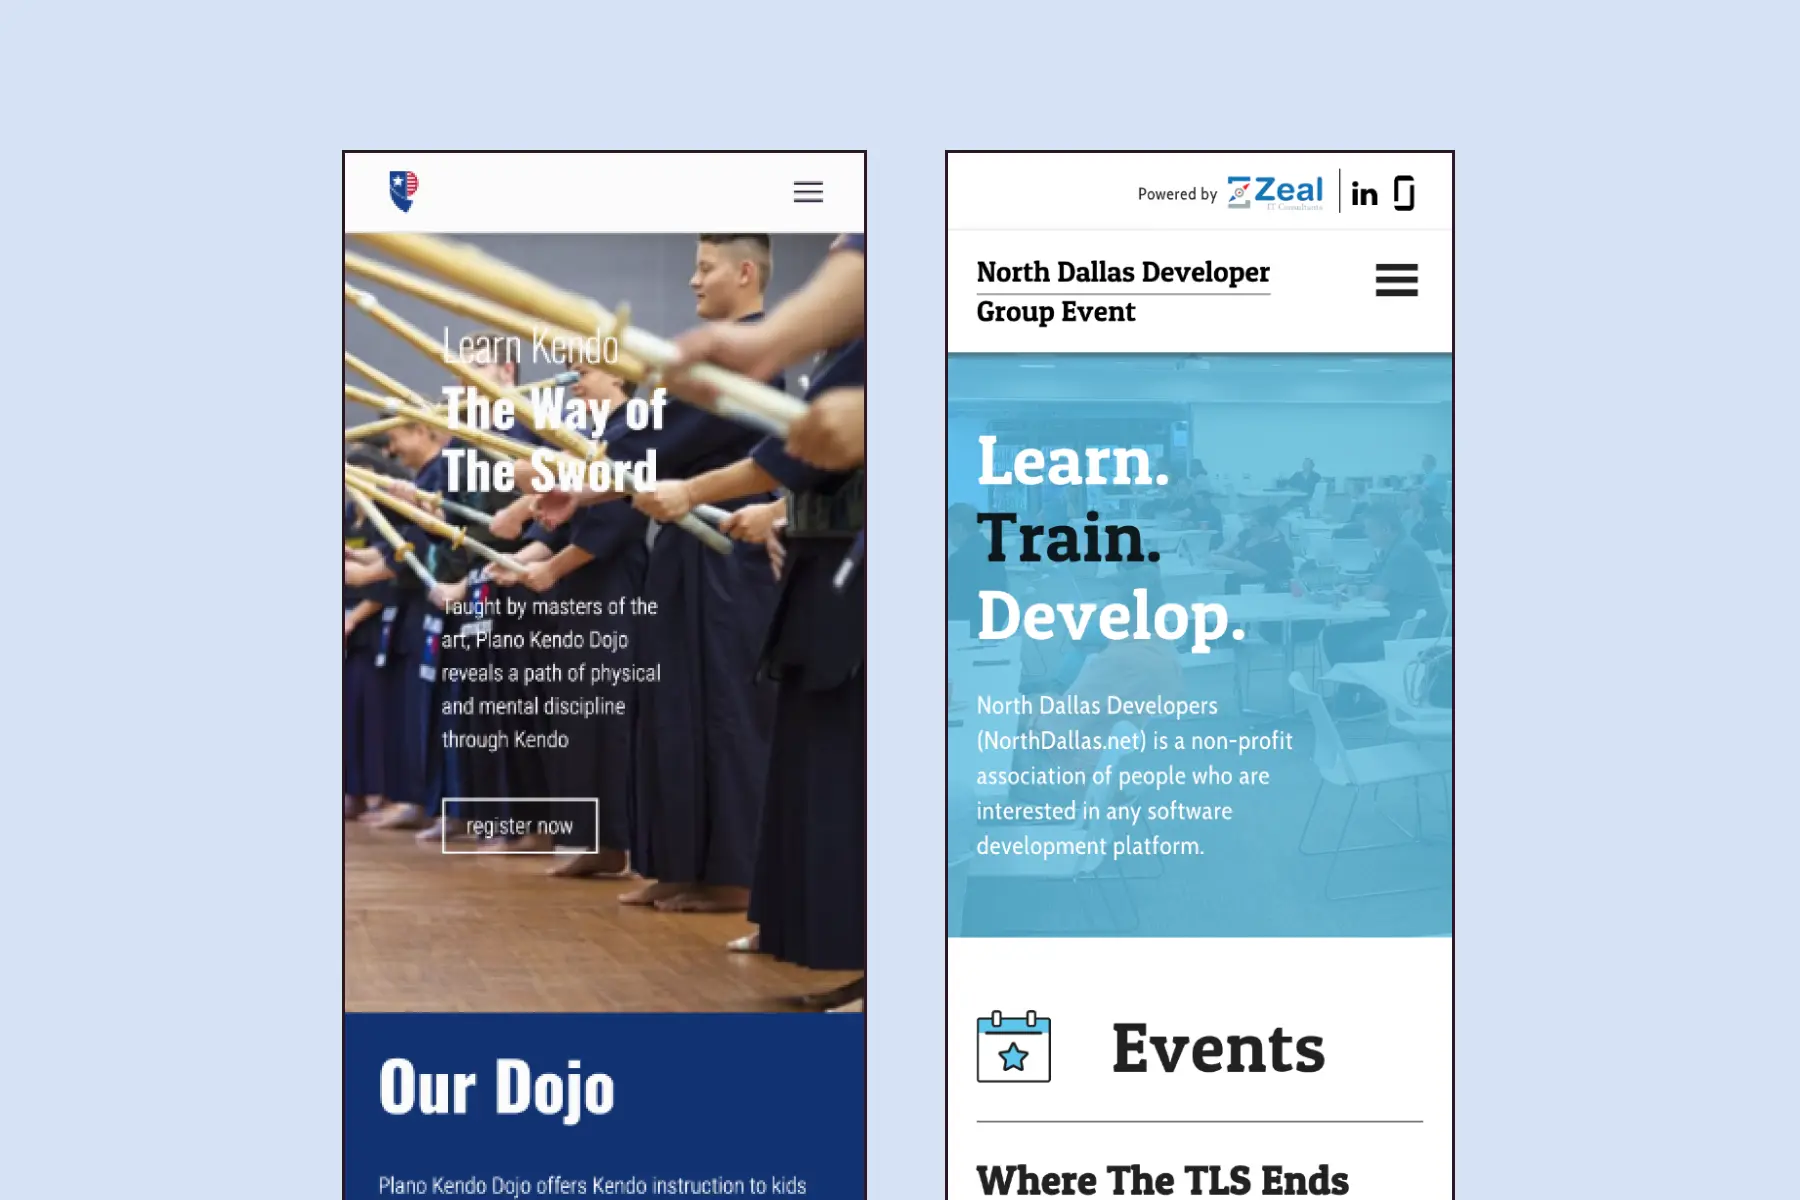 Learn Kendo
The Way of
The Sword
Taught by masters of the
art, Plano Kendo Dojo
reveals a path of physical
and mental discipline
through Kendo
register now
Our Dojo
Plano Kendo Dojo offers Kendo instruction to kids
Powered by Zeal
IT Consultants
in
North Dallas Developer
Group Event
Learn.
Train.
Develop.
North Dallas Developers
(NorthDallas.net) is a non-profit
association of people who are
interested in any software
development platform.
Events
Where The TLS Ends